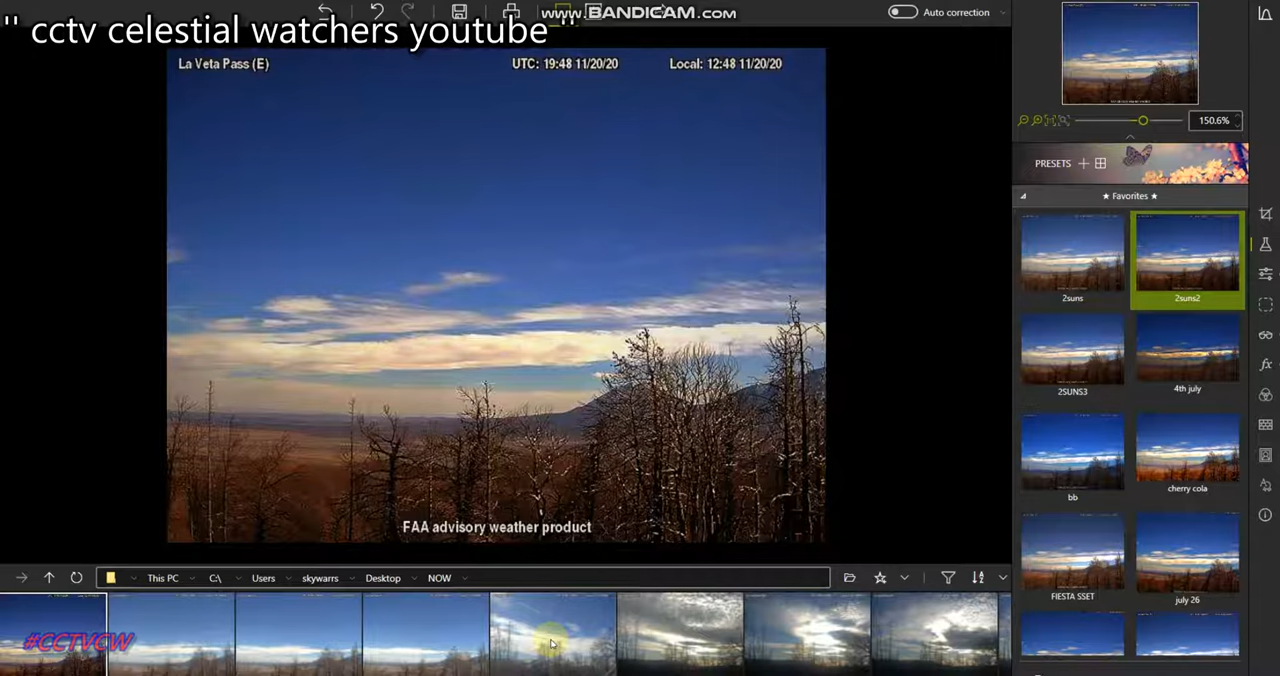 www.BANDICAM.com
Auto correction
" cctv celestial watchers youtube "
La Veta Pass (E)
UTC: 19:48 11/20/20
Local: 12:48 11/20/20
150.6%
PRESETS
★ Favorites ★
2suns
2suns2
2SUNS3
4th july
bb
cherry cola
FIESTA SSET
july 26
FAA advisory weather product
This PC
C:\
Users
skywarrs
Desktop
NOW
#CCTVCW